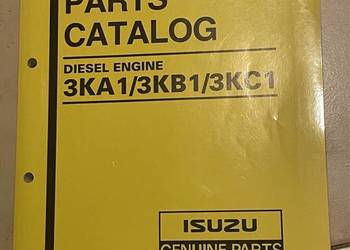 PARTS
CATALOG
DIESEL ENGINE
3KA1/3KB1/3KC1
ISUZU
GENUINE PARTS